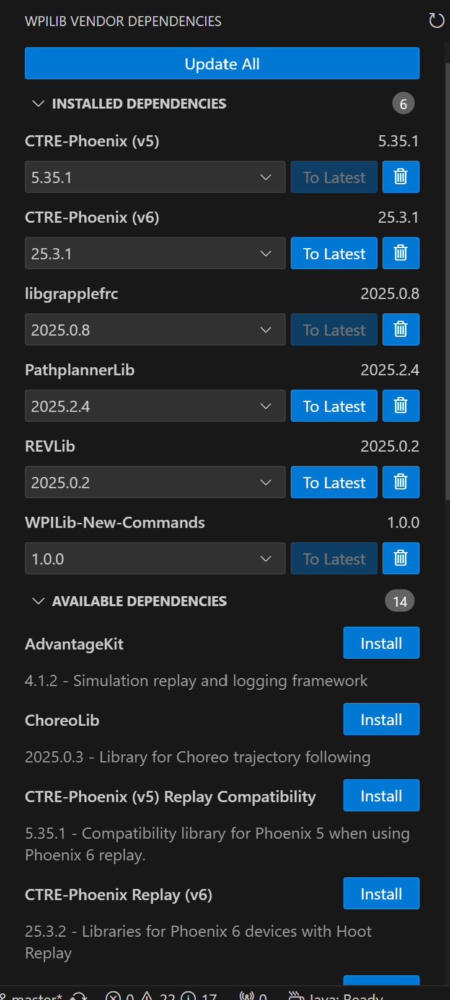 WPILIB VENDOR DEPENDENCIES
Update All
INSTALLED DEPENDENCIES 6
CTRE-Phoenix (v5) 5.35.1
5.35.1 To Latest
CTRE-Phoenix (v6) 25.3.1
25.3.1 To Latest
libgrapplefrc 2025.0.8
2025.0.8 To Latest
PathplannerLib 2025.2.4
2025.2.4 To Latest
REVLib 2025.0.2
2025.0.2 To Latest
WPILib-New-Commands 1.0.0
1.0.0 To Latest
AVAILABLE DEPENDENCIES 14
AdvantageKit Install
4.1.2 - Simulation replay and logging framework
ChoreoLib Install
2025.0.3 - Library for Choreo trajectory following
CTRE-Phoenix (v5) Replay Compatibility Install
5.35.1 - Compatibility library for Phoenix 5 when using
Phoenix 6 replay.
CTRE-Phoenix Replay (v6) Install
25.3.2 - Libraries for Phoenix 6 devices with Hoot
Replay
master* 0 22 17 0 Java: Ready